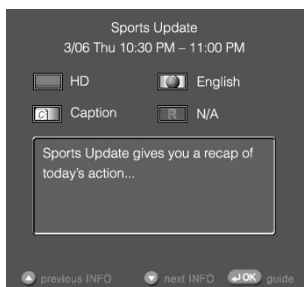 Sports Update
3/06 Thu 10:30 PM – 11:00 PM
HD English
C Caption R N/A
Sports Update gives you a recap of
today's action...
previous INFO next INFO OK guide